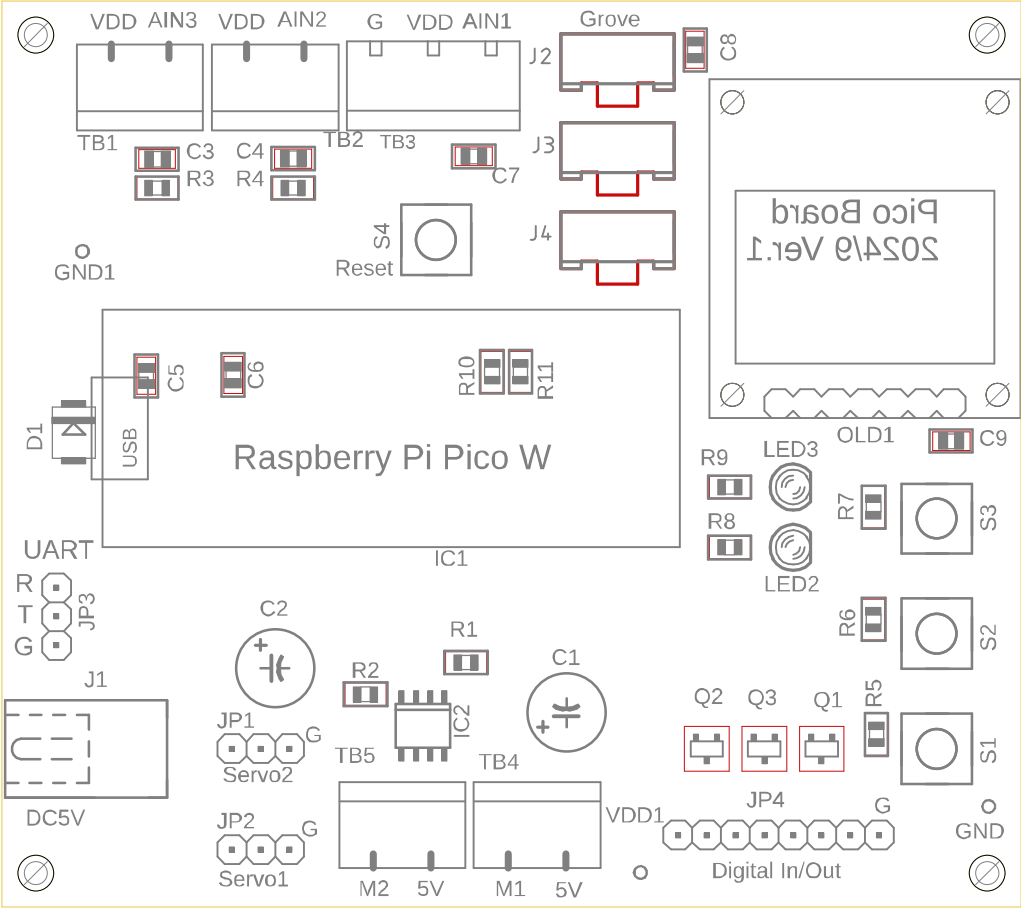 VDD AIN3 VDD AIN2 G VDD AIN1 Grove
J2 C8
TB1 TB2 TB3 J3
C3 C4 C7
R3 R4
S4 J4
Reset
GND1
Pico Board
2024/9 Ver.1
C5 C6 R10 R11
D1 USB
Raspberry Pi Pico W
OLD1 C9
R9 LED3
R7 S3
R8
IC1
LED2
UART
R
T JP3
G
C2 R1 R6 S2
J1 R2 C1
Q2 Q3 Q1 R5
JP1 G IC2 S1
Servo2 TB5 TB4
DC5V VDD1 JP4 G
JP2 G GND
Servo1 Digital In/Out
M2 5V M1 5V